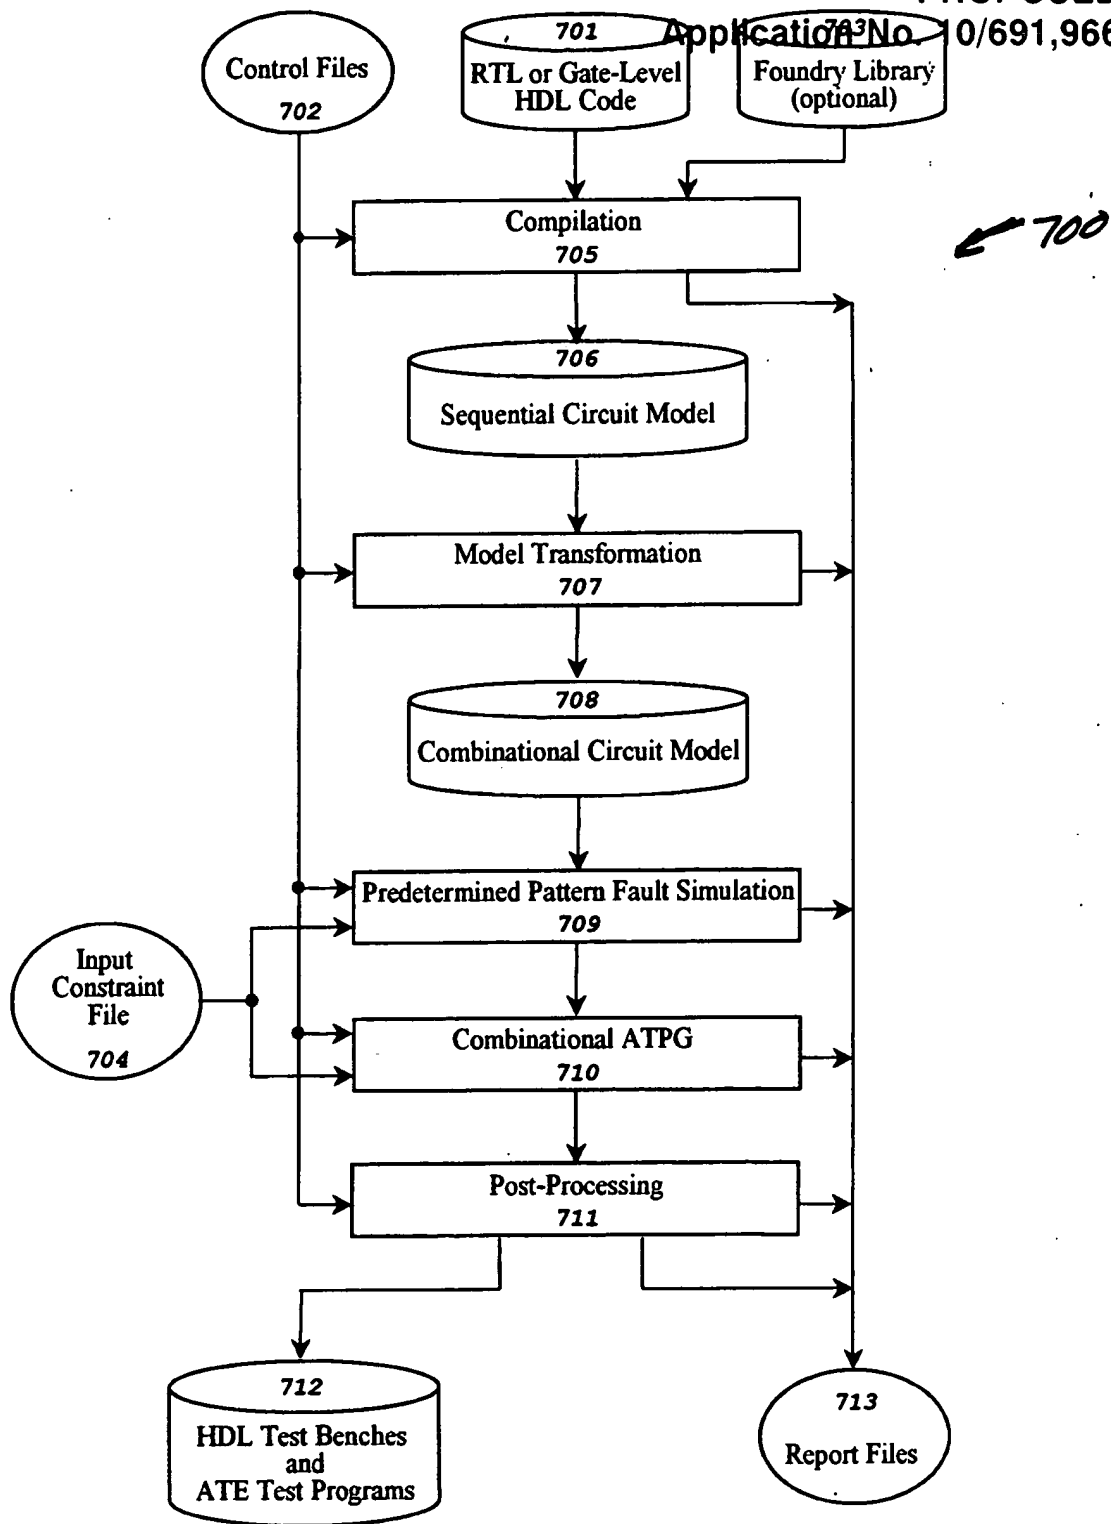 Application No. 10/691,966
Control Files
702
701
RTL or Gate-Level
HDL Code
703
Foundry Library
(optional)
Compilation
705
700
706
Sequential Circuit Model
Model Transformation
707
708
Combinational Circuit Model
Predetermined Pattern Fault Simulation
709
Input
Constraint
File
704
Combinational ATPG
710
Post-Processing
711
712
HDL Test Benches
and
ATE Test Programs
713
Report Files